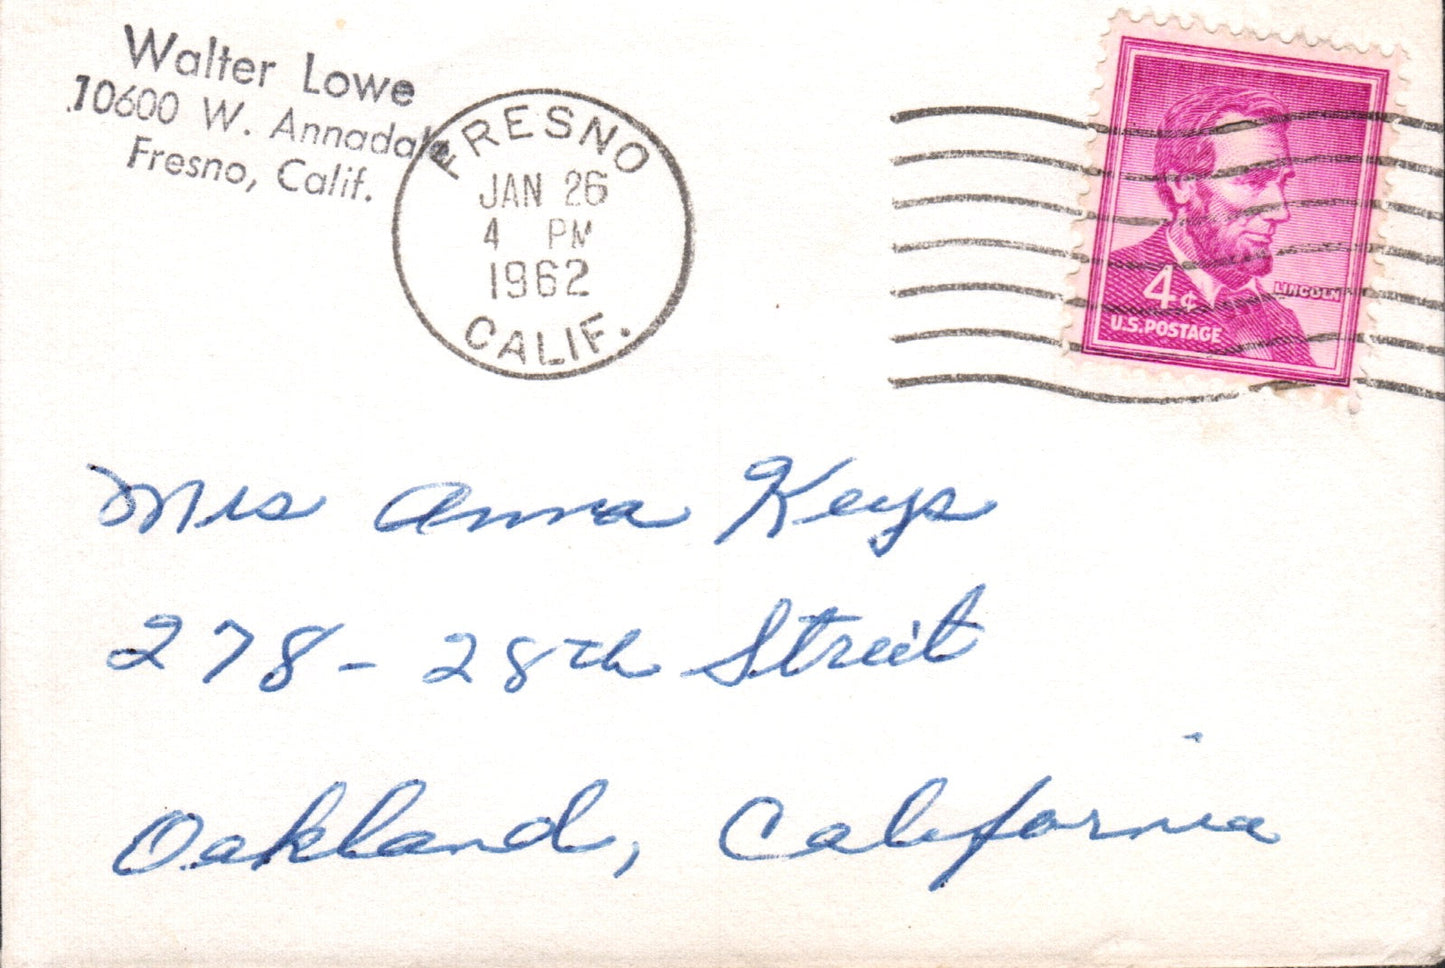 Walter Lowe
10600 W. Annadale
Fresno, Calif.
FRESNO
JAN 26
4 PM
1962
CALIF.
4¢
LINCOLN
U.S. POSTAGE
Mrs Anna Keys
278 - 28th Street
Oakland, California